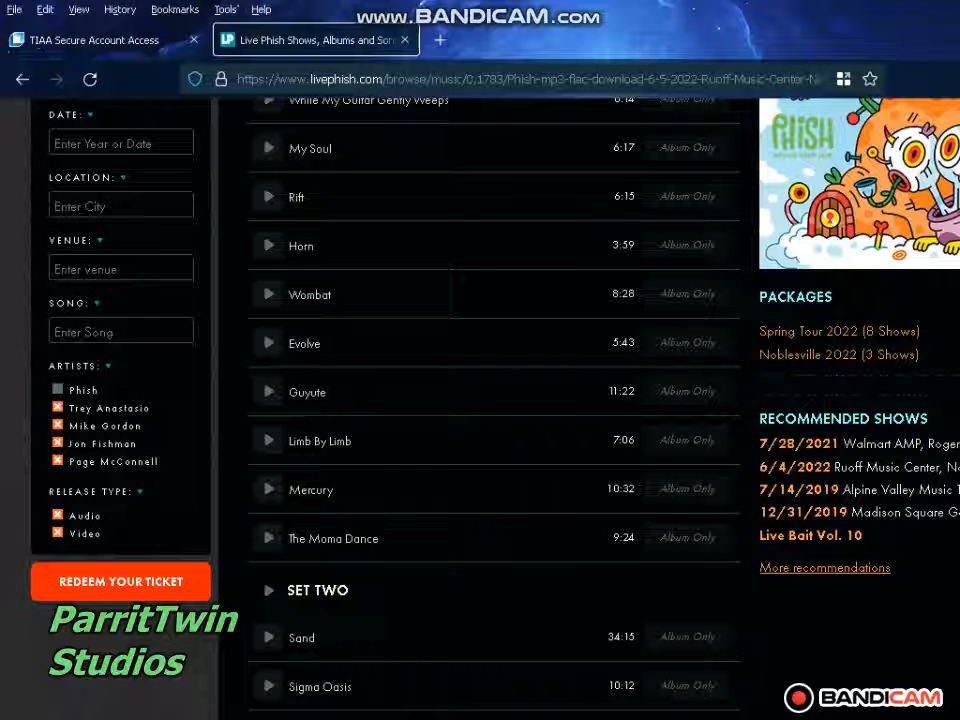 File Edit View History Bookmarks Tools Help
www.BANDICAM.com
TIAA Secure Account Access
Live Phish Shows, Albums and Son
https://www.livephish.com/browse/music/0,1783/Phish-mp3-flac-download-6-5-2022-Ruoff-Music-Center-N
DATE:
Enter Year or Date
LOCATION:
Enter City
VENUE:
Enter venue
SONG:
Enter Song
ARTISTS:
Phish
Trey Anastasio
Mike Gordon
Jon Fishman
Page McConnell
RELEASE TYPE:
Audio
Video
REDEEM YOUR TICKET
ParritTwin
Studios
While My Guitar Gently Weeps 6:14 Album Only
My Soul 6:17 Album Only
Rift 6:15 Album Only
Horn 3:59 Album Only
Wombat 8:28 Album Only
Evolve 5:43 Album Only
Guyute 11:22 Album Only
Limb By Limb 7:06 Album Only
Mercury 10:32 Album Only
The Moma Dance 9:24 Album Only
SET TWO
Sand 34:15 Album Only
Sigma Oasis 10:12 Album Only
PHISH
PACKAGES
Spring Tour 2022 (8 Shows)
Noblesville 2022 (3 Shows)
RECOMMENDED SHOWS
7/28/2021 Walmart AMP, Roger
6/4/2022 Ruoff Music Center, No
7/14/2019 Alpine Valley Music T
12/31/2019 Madison Square G
Live Bait Vol. 10
More recommendations
BANDICAM